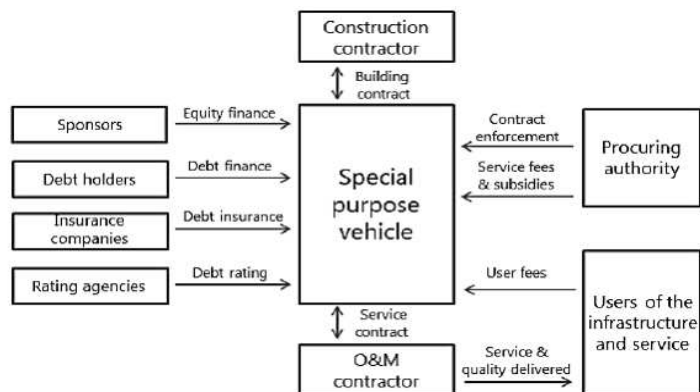 Construction
contractor
Building
contract
Sponsors
Equity finance
Debt holders
Debt finance
Insurance
companies
Debt insurance
Rating agencies
Debt rating
Special
purpose
vehicle
Contract
enforcement
Service fees
& subsidies
Procuring
authority
User fees
Users of the
infrastructure
and service
Service
contract
O&M
contractor
Service &
quality delivered